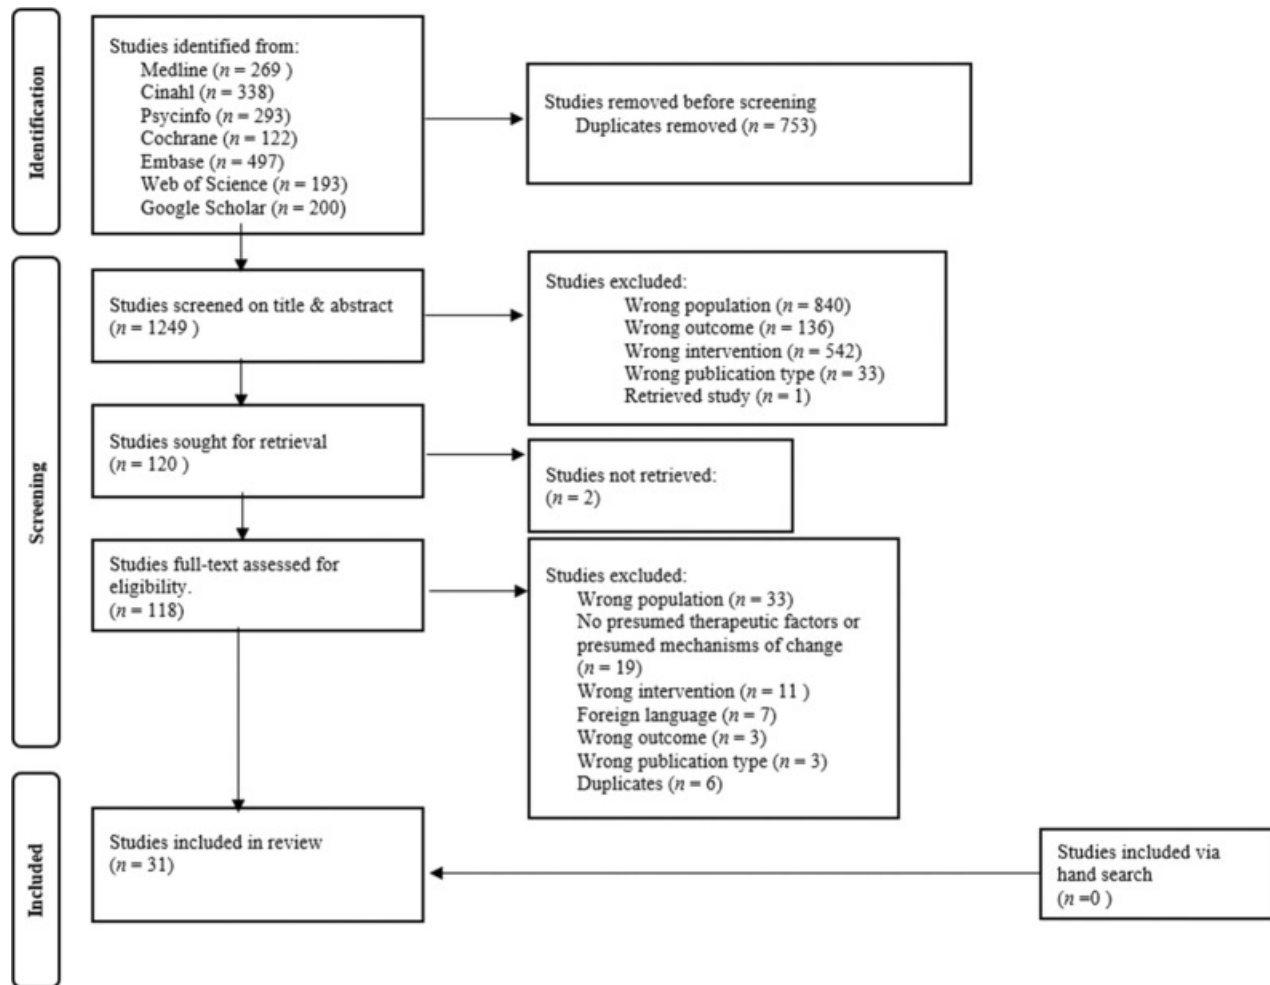 Identification
Studies identified from:
Medline (n = 269 )
Cinahl (n = 338)
Psycinfo (n = 293)
Cochrane (n = 122)
Embase (n = 497)
Web of Science (n = 193)
Google Scholar (n = 200)
Studies removed before screening
Duplicates removed (n = 753)
Screening
Studies screened on title & abstract
(n = 1249 )
Studies excluded:
Wrong population (n = 840)
Wrong outcome (n = 136)
Wrong intervention (n = 542)
Wrong publication type (n = 33)
Retrieved study (n = 1)
Studies sought for retrieval
(n = 120 )
Studies not retrieved:
(n = 2)
Studies full-text assessed for
eligibility.
(n = 118)
Studies excluded:
Wrong population (n = 33)
No presumed therapeutic factors or
presumed mechanisms of change
(n = 19)
Wrong intervention (n = 11 )
Foreign language (n = 7)
Wrong outcome (n = 3)
Wrong publication type (n = 3)
Duplicates (n = 6)
Included
Studies included in review
(n = 31)
Studies included via
hand search
(n =0 )